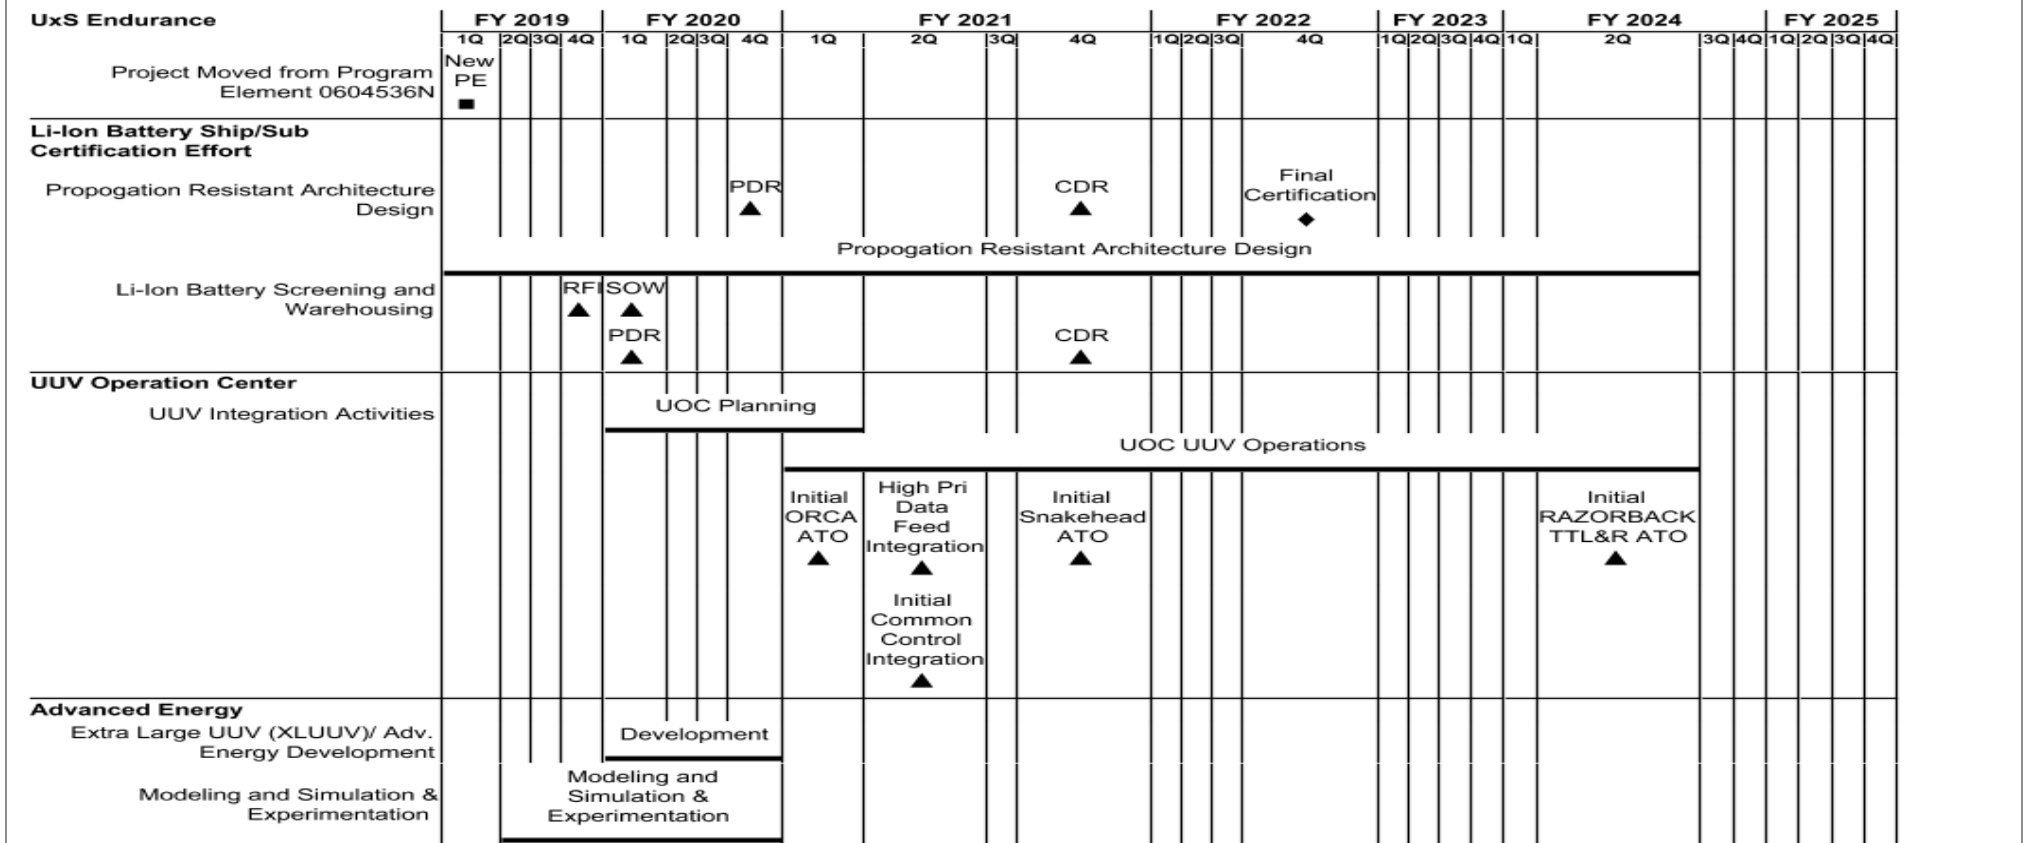 UxS Endurance FY 2019 FY 2020 FY 2021 FY 2022 FY 2023 FY 2024 FY 2025
1Q 2Q 3Q 4Q 1Q 2Q 3Q 4Q 1Q 2Q 3Q 4Q 1Q 2Q 3Q 4Q 1Q 2Q 3Q 4Q 1Q 2Q 3Q 4Q 1Q 2Q 3Q 4Q
Project Moved from Program
Element 0604536N
New
PE
Li-Ion Battery Ship/Sub
Certification Effort
Propogation Resistant Architecture
Design
PDR
CDR
Final
Certification
Propogation Resistant Architecture Design
Li-Ion Battery Screening and
Warehousing
RFI
SOW
PDR
CDR
UUV Operation Center
UUV Integration Activities
UOC Planning
UOC UUV Operations
Initial
ORCA
ATO
High Pri
Data
Feed
Integration
Initial
Snakehead
ATO
Initial
RAZORBACK
TTL&R ATO
Initial
Common
Control
Integration
Advanced Energy
Extra Large UUV (XLUUV)/ Adv.
Energy Development
Development
Modeling and Simulation &
Experimentation
Modeling and
Simulation &
Experimentation